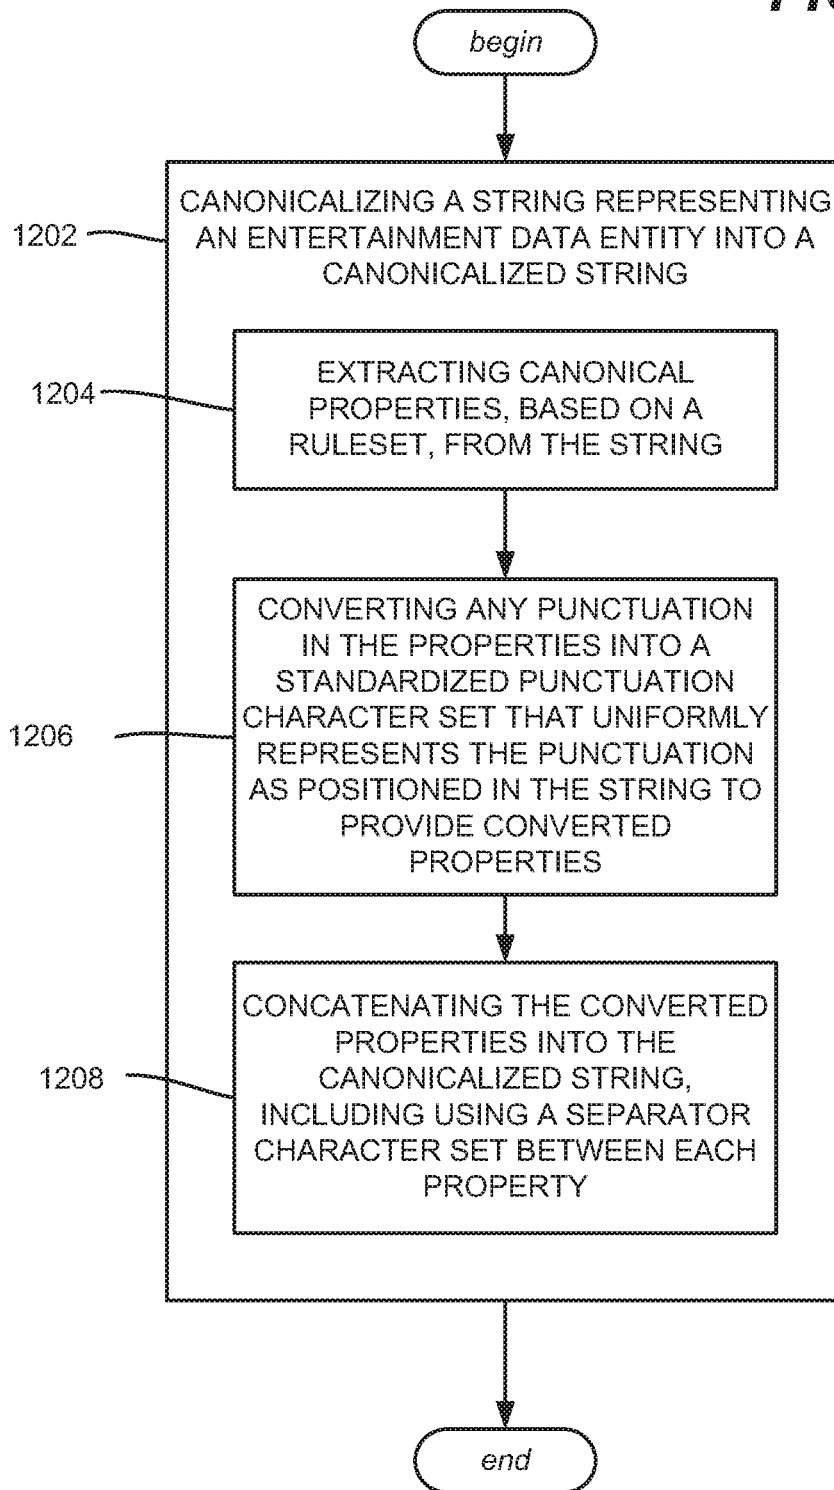 begin
1202
CANONICALIZING A STRING REPRESENTING
AN ENTERTAINMENT DATA ENTITY INTO A
CANONICALIZED STRING
1204
EXTRACTING CANONICAL
PROPERTIES, BASED ON A
RULESET, FROM THE STRING
1206
CONVERTING ANY PUNCTUATION
IN THE PROPERTIES INTO A
STANDARDIZED PUNCTUATION
CHARACTER SET THAT UNIFORMLY
REPRESENTS THE PUNCTUATION
AS POSITIONED IN THE STRING TO
PROVIDE CONVERTED
PROPERTIES
1208
CONCATENATING THE CONVERTED
PROPERTIES INTO THE
CANONICALIZED STRING,
INCLUDING USING A SEPARATOR
CHARACTER SET BETWEEN EACH
PROPERTY
end